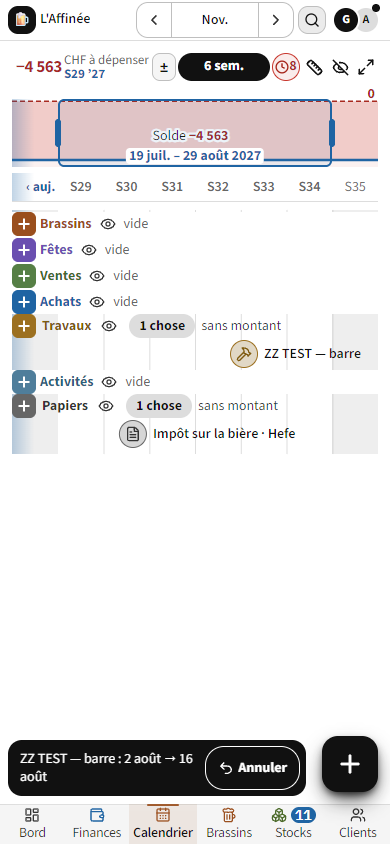 L'Affinée
Nov.
G
A
−4 563 CHF à dépenser
S29 ’27
±
6 sem.
8
0
Solde −4 563
19 juil. – 29 août 2027
‹ auj. S29 S30 S31 S32 S33 S34 S35
Brassins vide
Fêtes vide
Ventes vide
Achats vide
Travaux 1 chose sans montant
ZZ TEST — barre
Activités vide
Papiers 1 chose sans montant
Impôt sur la bière · Hefe
ZZ TEST — barre : 2 août → 16
août
Annuler
Bord Finances Calendrier Brassins Stocks 11 Clients